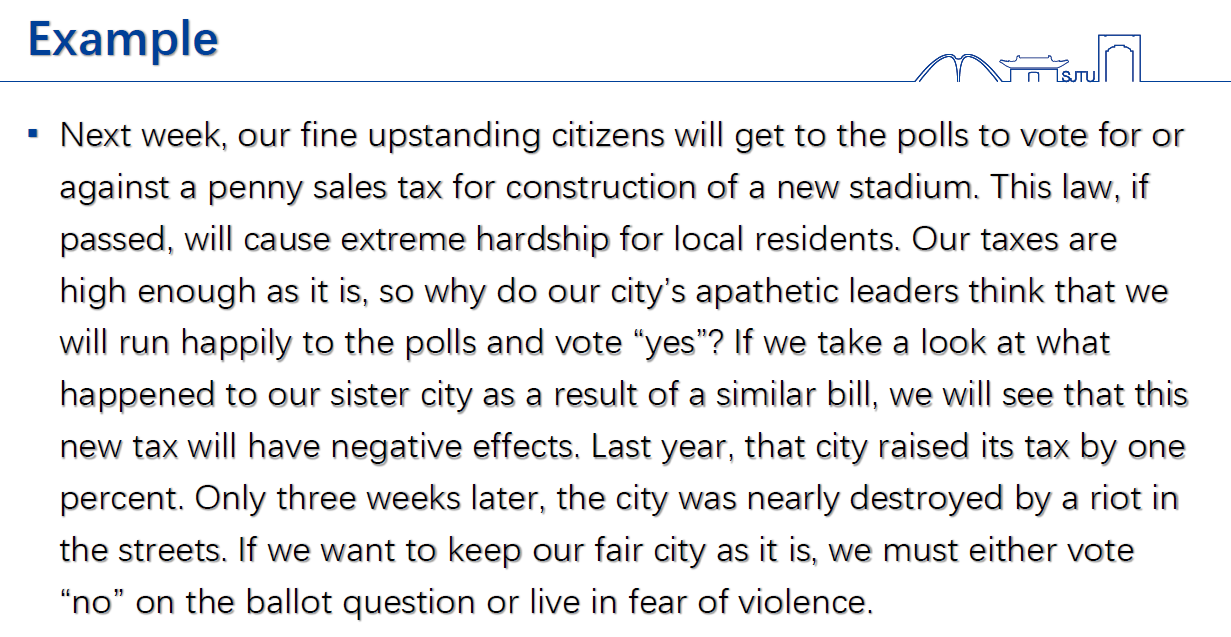 Example
SJTU
▪ Next week, our fine upstanding citizens will get to the polls to vote for or
against a penny sales tax for construction of a new stadium. This law, if
passed, will cause extreme hardship for local residents. Our taxes are
high enough as it is, so why do our city’s apathetic leaders think that we
will run happily to the polls and vote “yes”? If we take a look at what
happened to our sister city as a result of a similar bill, we will see that this
new tax will have negative effects. Last year, that city raised its tax by one
percent. Only three weeks later, the city was nearly destroyed by a riot in
the streets. If we want to keep our fair city as it is, we must either vote
“no” on the ballot question or live in fear of violence.